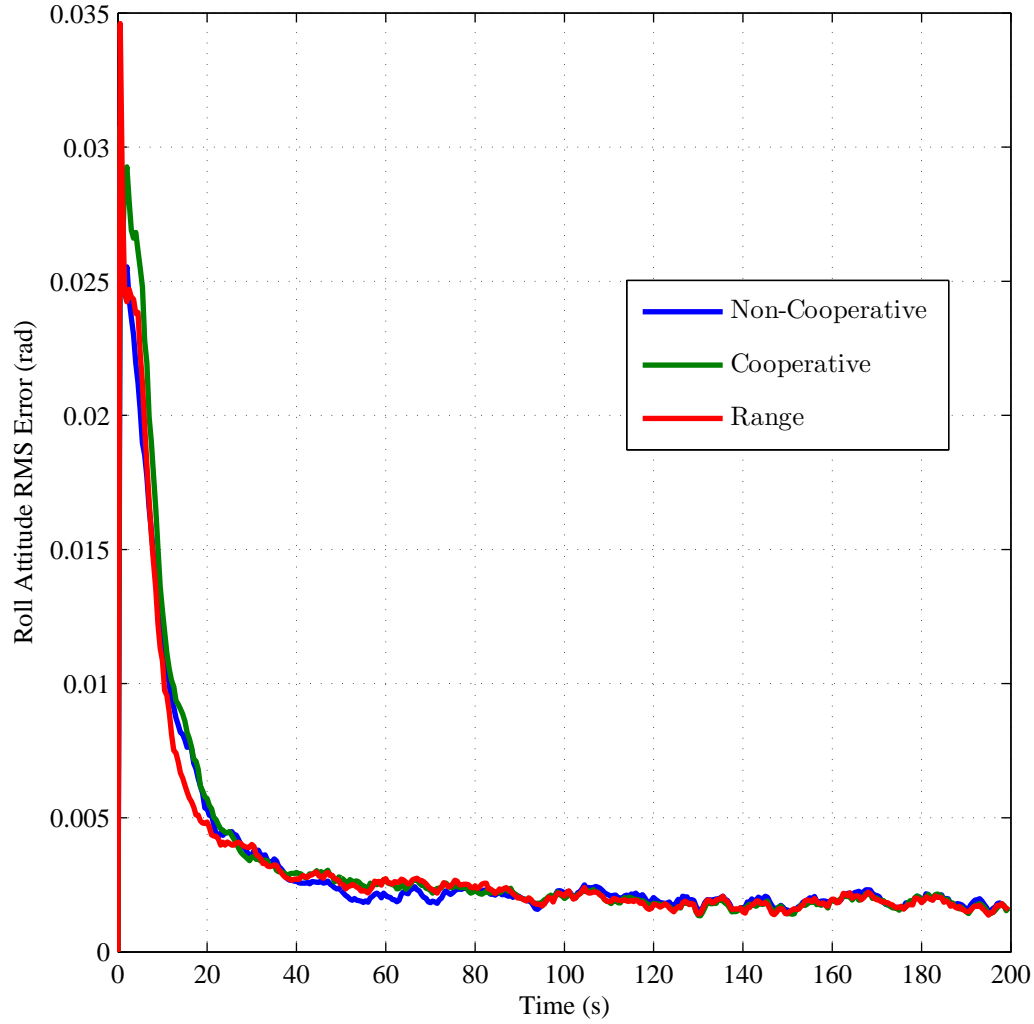 0.035
0.03
0.025
0.02
0.015
0.01
0.005
0
Roll Attitude RMS Error (rad)
Non-Cooperative
Cooperative
Range
0 20 40 60 80 100 120 140 160 180 200
Time (s)